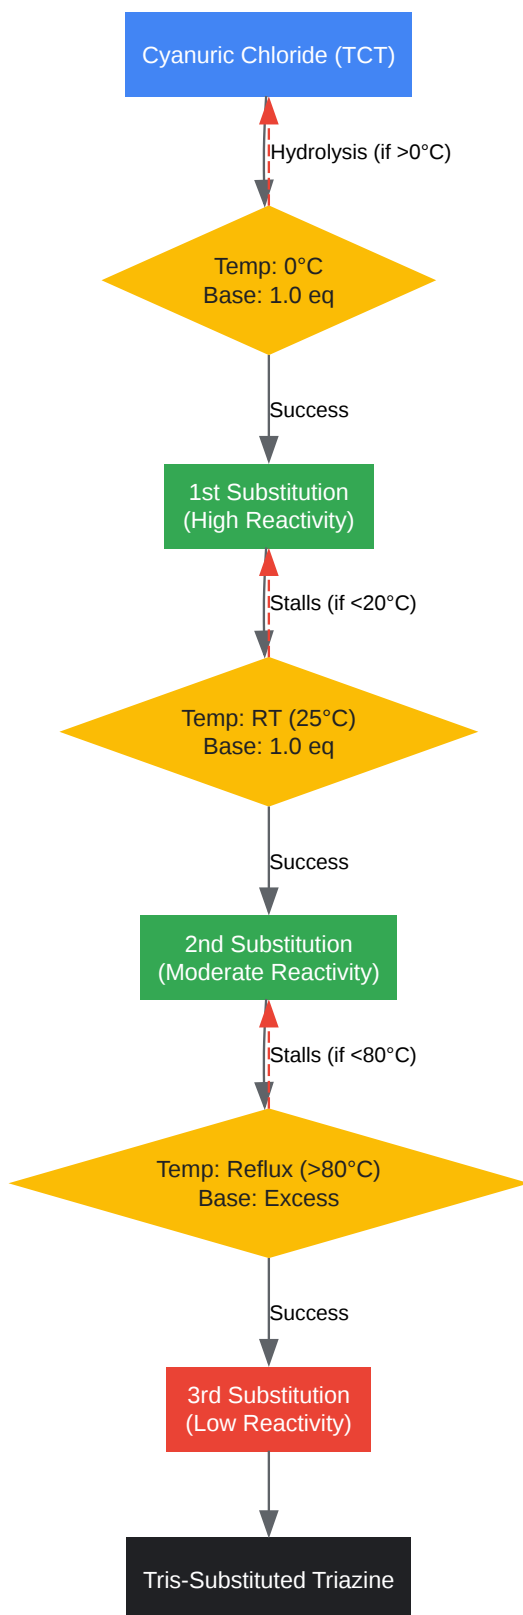 Cyanuric Chloride (TCT)
Hydrolysis (if >0°C)
Temp: 0°C
Base: 1.0 eq
Success
1st Substitution
(High Reactivity)
Stalls (if <20°C)
Temp: RT (25°C)
Base: 1.0 eq
Success
2nd Substitution
(Moderate Reactivity)
Stalls (if <80°C)
Temp: Reflux (>80°C)
Base: Excess
Success
3rd Substitution
(Low Reactivity)
Tris-Substituted Triazine